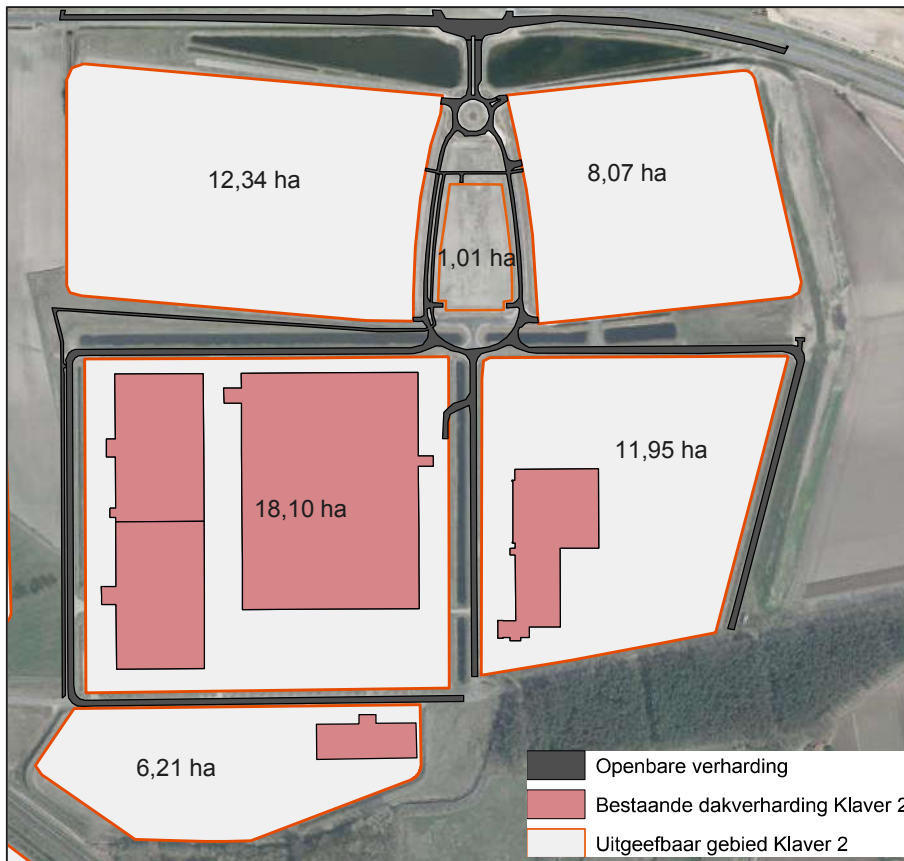 12,34 ha
8,07 ha
1,01 ha
11,95 ha
18,10 ha
6,21 ha
Openbare verharding
Bestaande dakverharding Klaver 2
Uitgeefbaar gebied Klaver 2